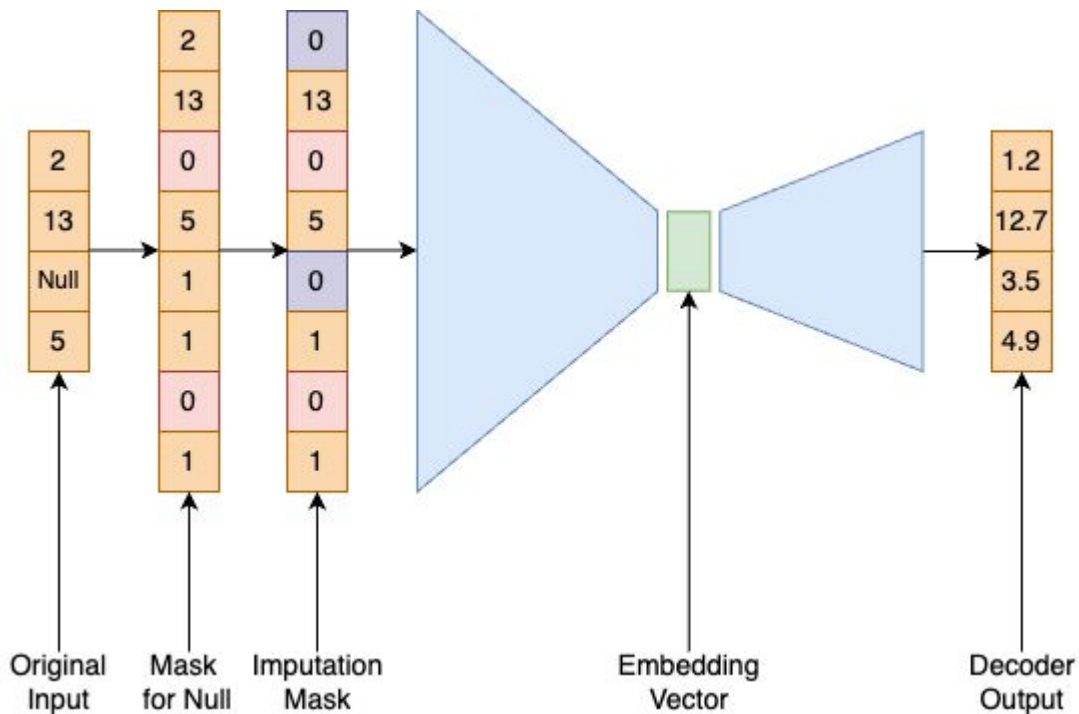 2
13
Null
5
2
13
0
5
1
1
0
1
0
13
0
5
0
1
0
1
1.2
12.7
3.5
4.9
Original
Input
Mask
for Null
Imputation
Mask
Embedding
Vector
Decoder
Output